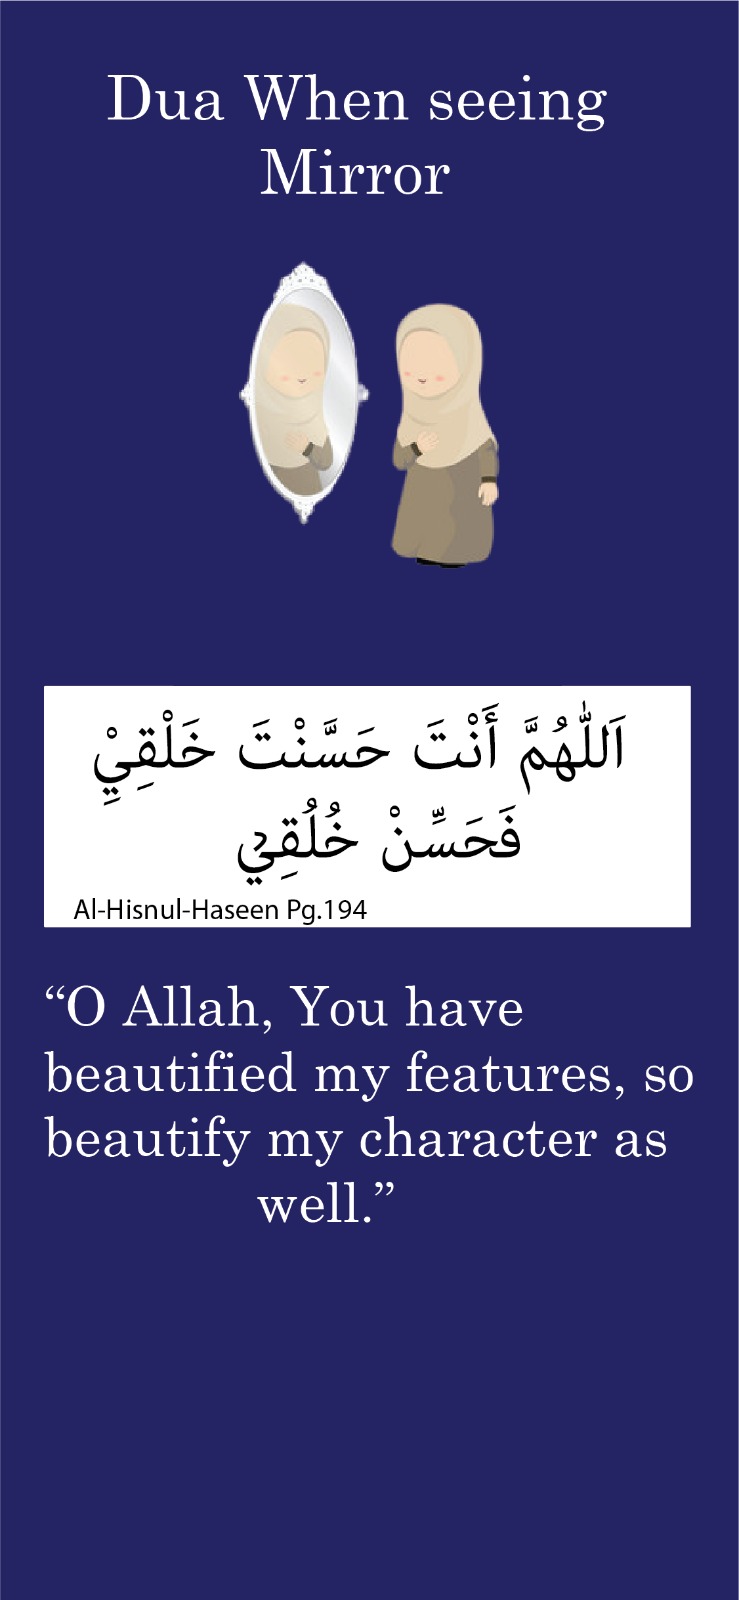 Dua When seeing
Mirror
اَللّٰهُمَّ أَنْتَ حَسَّنْتَ خَلْقِيْ
فَحَسِّنْ خُلُقِيْ
Al-Hisnul-Haseen Pg.194
“O Allah, You have
beautified my features, so
beautify my character as
well.”